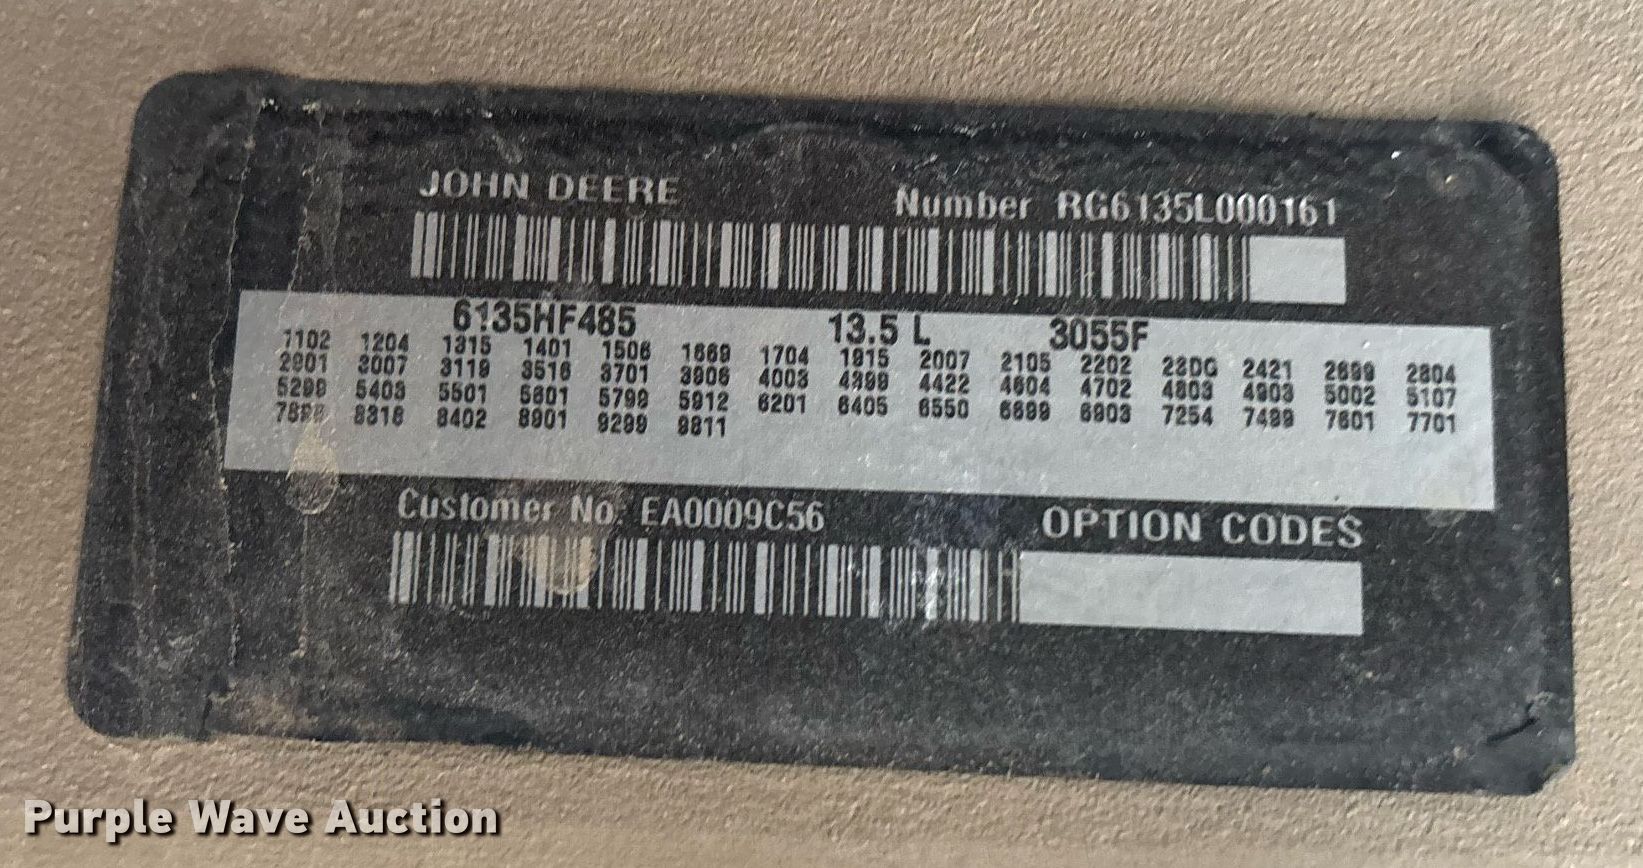 JOHN DEERE
Number RG6135L000161
6135HF485 13.5 L 3055F
7102 1204 1315 1401 1506 1669 1704 1915 2007 2105 2202 23DG 2421 2699 2804
2901 3007 3119 3516 3701 3906 4003 4399 4422 4604 4702 4803 4903 5002 5107
5299 5403 5501 5601 5799 5912 6201 6405 6550 6699 6903 7254 7499 7601 7701
7899 8316 8402 8901 9299 9811
Customer No. EA0009C56
OPTION CODES
Purple Wave Auction